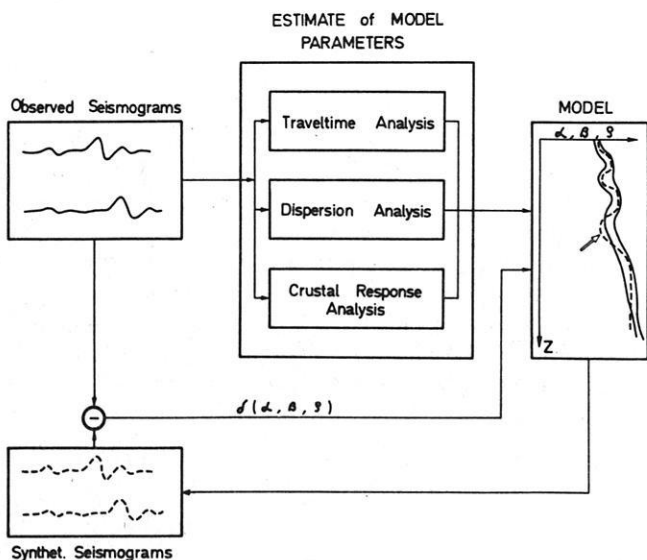 ESTIMATE of MODEL
PARAMETERS
Observed Seismograms
Traveltime Analysis
Dispersion Analysis
Crustal Response
Analysis
MODEL
α, β, ρ
Z
−
δ(α, β, ρ)
Synthet. Seismograms